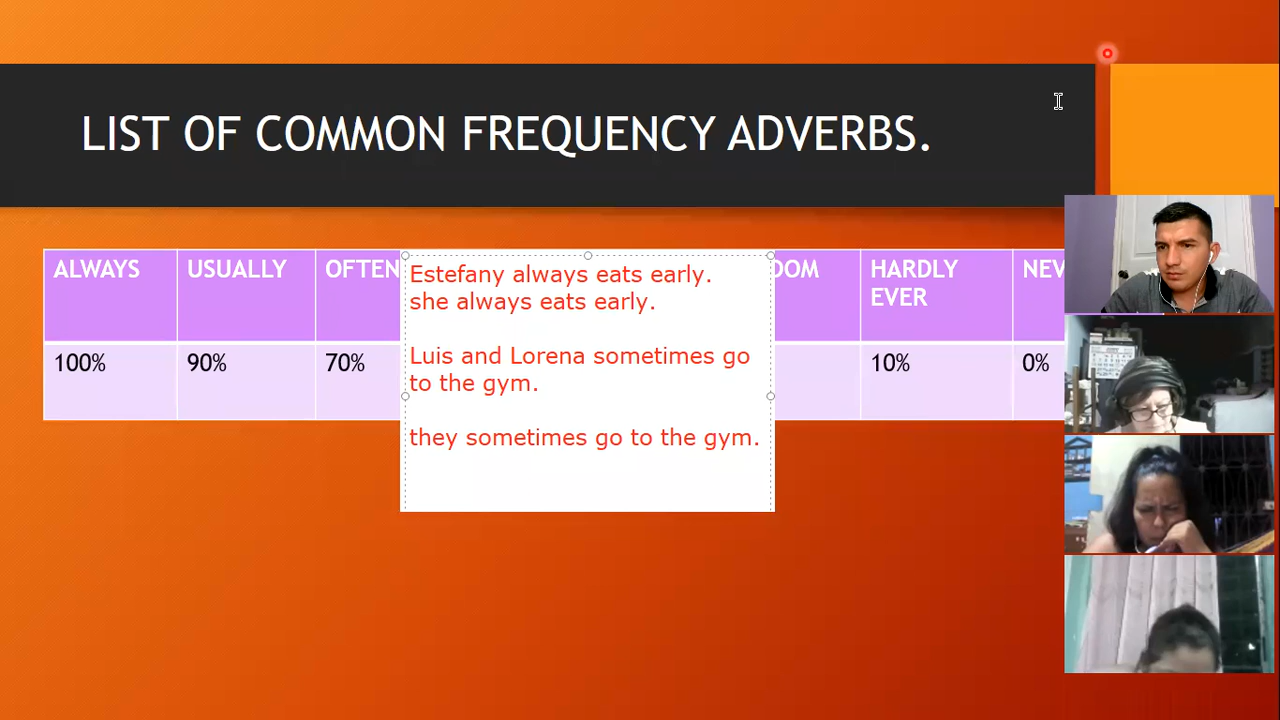 LIST OF COMMON FREQUENCY ADVERBS.
ALWAYS USUALLY OFTEN HARDLY
EVER
100% 90% 70% 10% 0%
Estefany always eats early.
she always eats early.
Luis and Lorena sometimes go
to the gym.
they sometimes go to the gym.